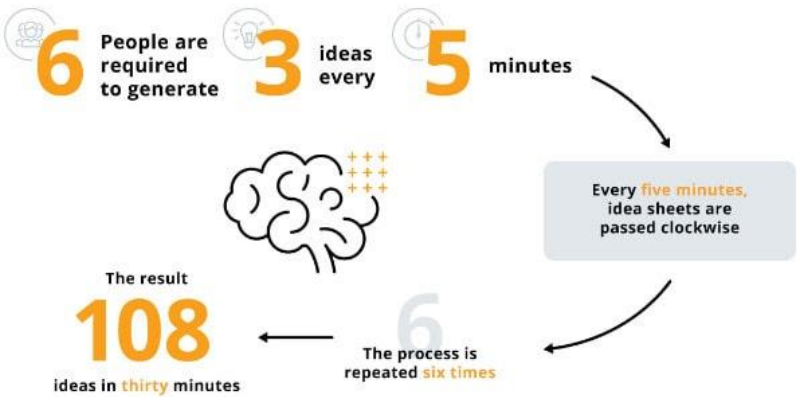 6 People are
required
to generate
3 ideas
every
5 minutes
Every five minutes,
idea sheets are
passed clockwise
6
The process is
repeated six times
The result
108
ideas in thirty minutes